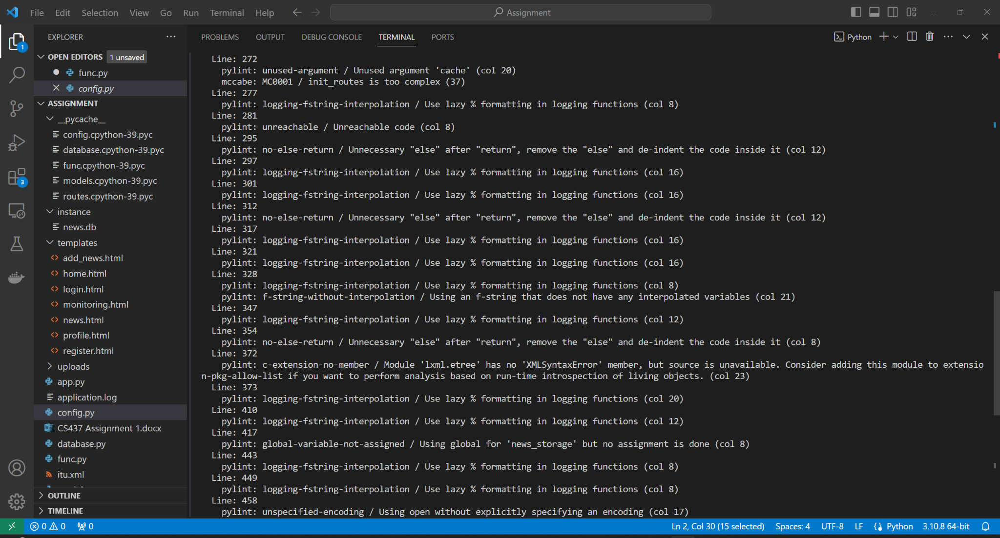 File Edit Selection View Go Run Terminal Help
Assignment
EXPLORER
OPEN EDITORS 1 unsaved
func.py
config.py
ASSIGNMENT
__pycache__
config.cpython-39.pyc
database.cpython-39.pyc
func.cpython-39.pyc
models.cpython-39.pyc
routes.cpython-39.pyc
instance
news.db
templates
add_news.html
home.html
login.html
monitoring.html
news.html
profile.html
register.html
uploads
app.py
application.log
config.py
CS437 Assignment 1.docx
database.py
func.py
itu.xml
OUTLINE
TIMELINE
1
3
PROBLEMS OUTPUT DEBUG CONSOLE TERMINAL PORTS
Python
Line: 272
pylint: unused-argument / Unused argument 'cache' (col 20)
mccabe: MC0001 / init_routes is too complex (37)
Line: 277
pylint: logging-fstring-interpolation / Use lazy % formatting in logging functions (col 8)
Line: 281
pylint: unreachable / Unreachable code (col 8)
Line: 295
pylint: no-else-return / Unnecessary "else" after "return", remove the "else" and de-indent the code inside it (col 12)
Line: 297
pylint: logging-fstring-interpolation / Use lazy % formatting in logging functions (col 16)
Line: 301
pylint: logging-fstring-interpolation / Use lazy % formatting in logging functions (col 16)
Line: 312
pylint: no-else-return / Unnecessary "else" after "return", remove the "else" and de-indent the code inside it (col 12)
Line: 317
pylint: logging-fstring-interpolation / Use lazy % formatting in logging functions (col 16)
Line: 321
pylint: logging-fstring-interpolation / Use lazy % formatting in logging functions (col 16)
Line: 328
pylint: logging-fstring-interpolation / Use lazy % formatting in logging functions (col 8)
pylint: f-string-without-interpolation / Using an f-string that does not have any interpolated variables (col 21)
Line: 347
pylint: logging-fstring-interpolation / Use lazy % formatting in logging functions (col 12)
Line: 354
pylint: no-else-return / Unnecessary "else" after "return", remove the "else" and de-indent the code inside it (col 8)
Line: 372
pylint: c-extension-no-member / Module 'lxml.etree' has no 'XMLSyntaxError' member, but source is unavailable. Consider adding this module to extensio
n-pkg-allow-list if you want to perform analysis based on run-time introspection of living objects. (col 23)
Line: 373
pylint: logging-fstring-interpolation / Use lazy % formatting in logging functions (col 20)
Line: 410
pylint: logging-fstring-interpolation / Use lazy % formatting in logging functions (col 12)
Line: 417
pylint: global-variable-not-assigned / Using global for 'news_storage' but no assignment is done (col 8)
Line: 443
pylint: logging-fstring-interpolation / Use lazy % formatting in logging functions (col 8)
Line: 449
pylint: logging-fstring-interpolation / Use lazy % formatting in logging functions (col 8)
Line: 458
pylint: unspecified-encoding / Using open without explicitly specifying an encoding (col 17)
0 0 0
Ln 2, Col 30 (15 selected) Spaces: 4 UTF-8 LF Python 3.10.8 64-bit